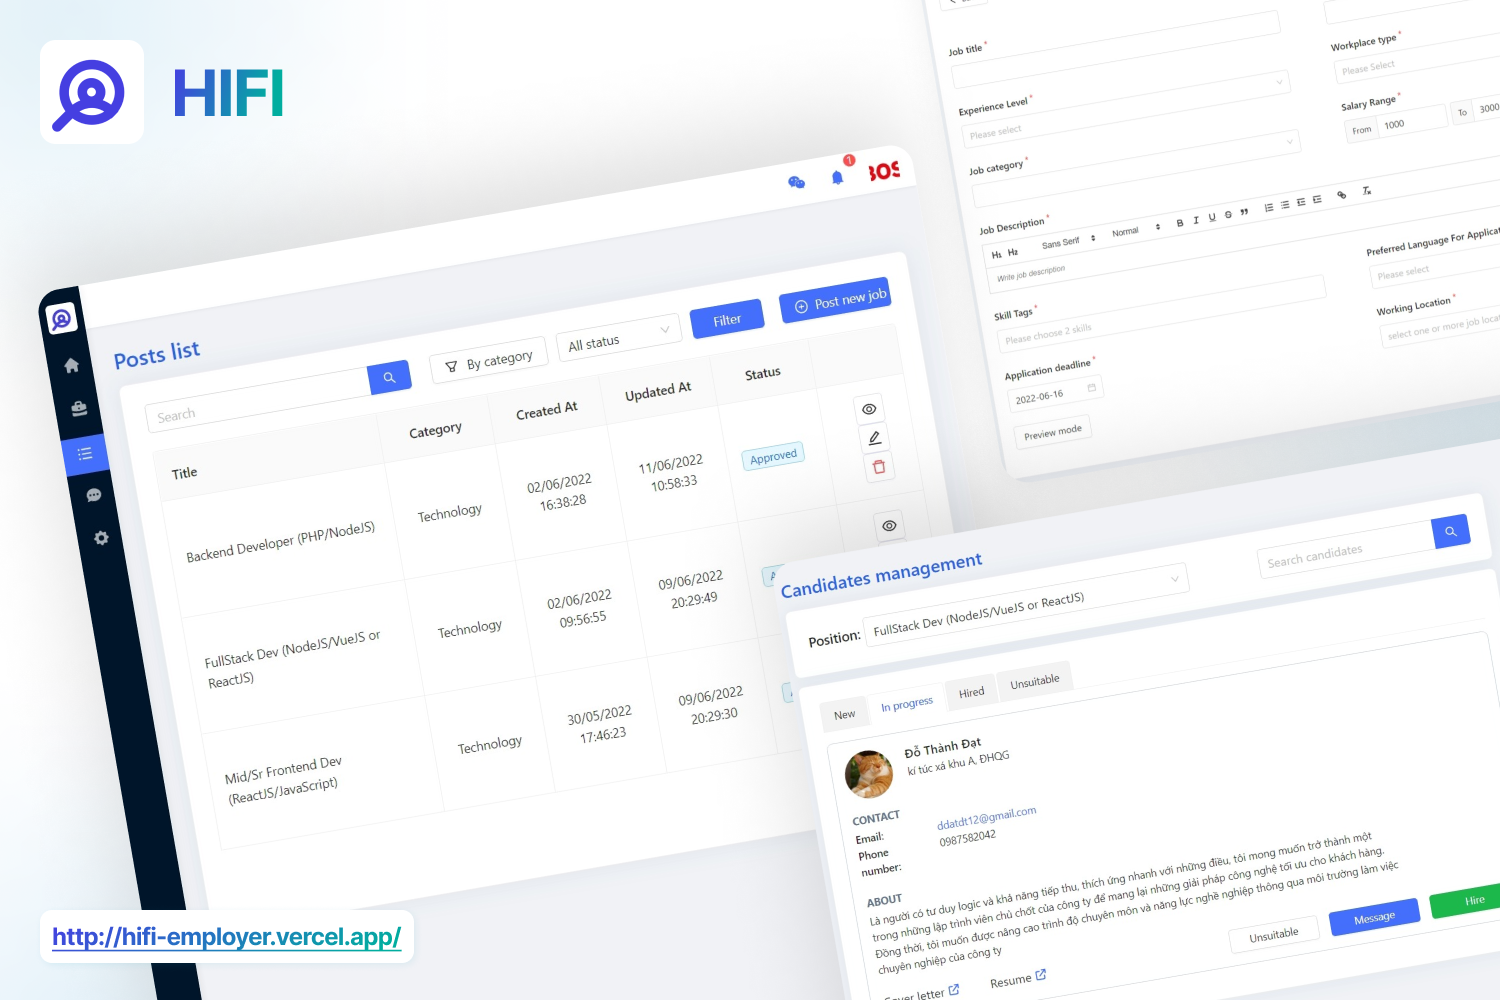 HIFI
1
BOS
Posts list
Search
By category
All status
Filter
Post new job
Title
Category
Created At
Updated At
Status
Backend Developer (PHP/NodeJS)
Technology
02/06/2022
16:38:28
11/06/2022
10:58:33
Approved
FullStack Dev (NodeJS/VueJS or
ReactJS)
Technology
02/06/2022
09:56:55
09/06/2022
20:29:49
Mid/Sr Frontend Dev
(ReactJS/JavaScript)
Technology
30/05/2022
17:46:23
09/06/2022
20:29:30
http://hifi-employer.vercel.app/
Job title *
Workplace type *
Please Select
Experience Level *
Please select
Salary Range *
From 1000 To 3000
Job category *
Job Description *
H1 H2 Sans Serif Normal B I U S
Write job description
Preferred Language For
Please select
Skill Tags *
Please choose 2 skills
Working Location *
select one or more job
Application deadline *
2022-06-16
Preview mode
Candidates management
Position: FullStack Dev (NodeJS/VueJS or ReactJS)
Search candidates
New In progress Hired Unsuitable
Đỗ Thành Đạt
kí túc xá khu A, ĐHQG
CONTACT
Email: ddatdt12@gmail.com
Phone
number: 0987582042
ABOUT
Là người có tư duy logic và khả năng tiếp thu, thích ứng nhanh với những điều, tôi mong muốn trở thành một
trong những lập trình viên chủ chốt của công ty để mang lại những giải pháp công nghệ tối ưu cho khách hàng.
Đồng thời, tôi muốn được nâng cao trình độ chuyên môn và năng lực nghề nghiệp thông qua môi trường làm việc
chuyên nghiệp của công ty
Unsuitable Message Hire
Cover letter Resume